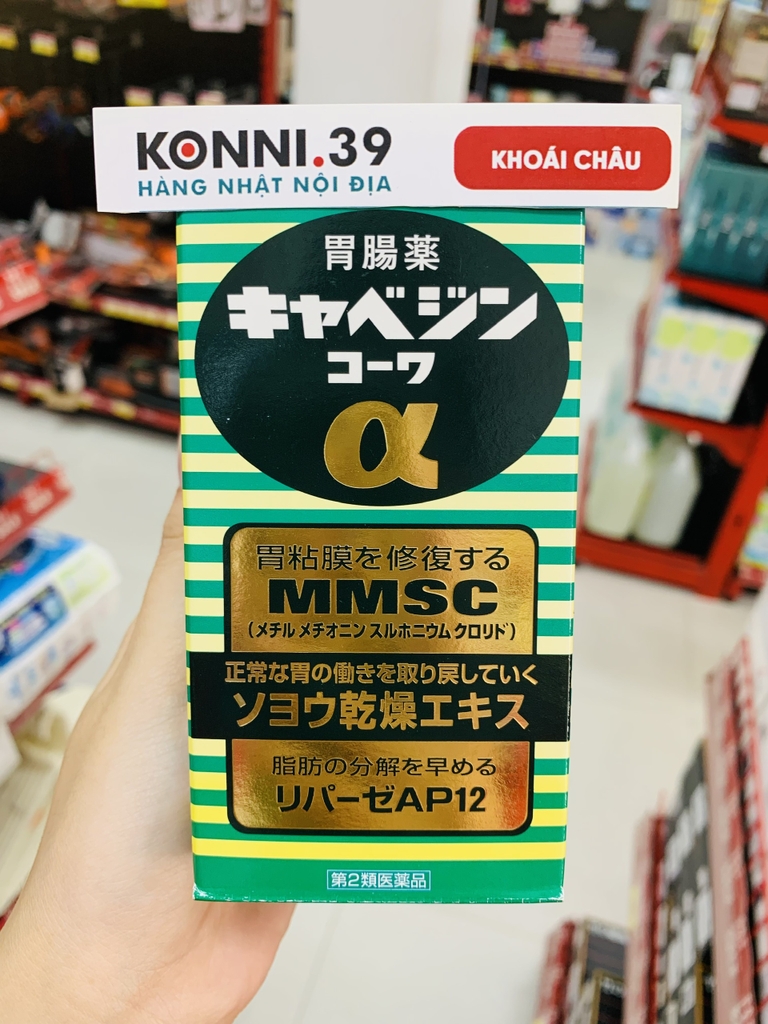 KONNI.39
HÀNG NHẬT NỘI ĐỊA
KHOÁI CHÂU
胃腸薬
キャベジン
コーワ
α
胃粘膜を修復する
MMSC
(メチルメチオニンスルホニウムクロリド)
正常な胃の働きを取り戻していく
ソヨウ乾燥エキス
脂肪の分解を早める
リパーゼAP12
第2類医薬品